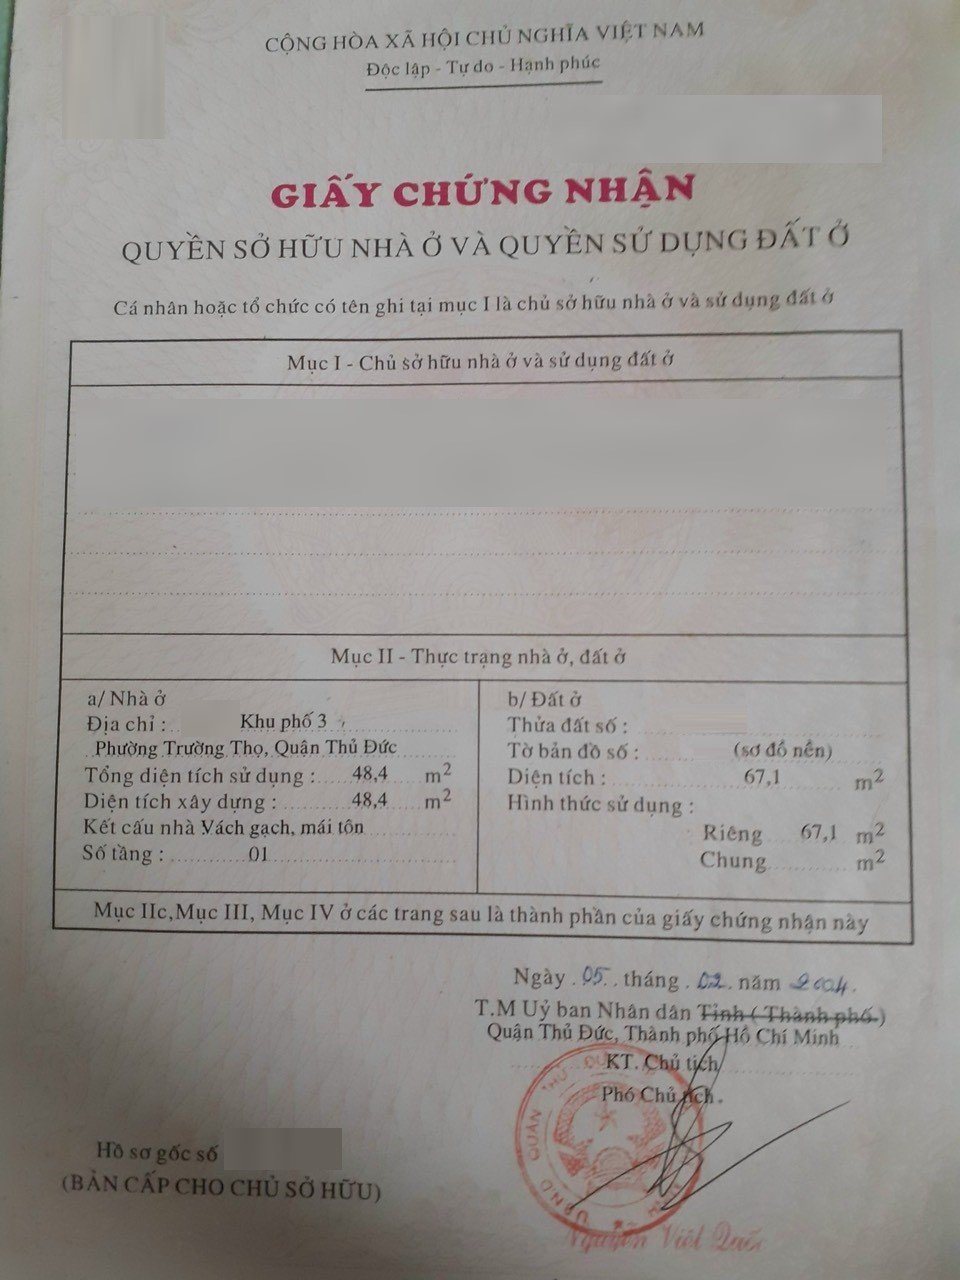 CỘNG HÒA XÃ HỘI CHỦ NGHĨA VIỆT NAM
Độc lập - Tự do - Hạnh phúc
GIẤY CHỨNG NHẬN
QUYỀN SỞ HỮU NHÀ Ở VÀ QUYỀN SỬ DỤNG ĐẤT Ở
Cá nhân hoặc tổ chức có tên ghi tại mục I là chủ sở hữu nhà ở và sử dụng đất ở
Mục I - Chủ sở hữu nhà ở và sử dụng đất ở
Mục II - Thực trạng nhà ở, đất ở
a/ Nhà ở
Địa chỉ : Khu phố 3
Phường Trường Thọ, Quận Thủ Đức
Tổng diện tích sử dụng : 48,4 m2
Diện tích xây dựng : 48,4 m2
Kết cấu nhà Vách gạch, mái tôn
Số tầng : 01
b/ Đất ở
Thửa đất số :
Tờ bản đồ số : (sơ đồ nền)
Diện tích : 67,1 m2
Hình thức sử dụng :
Riêng 67,1 m2
Chung m2
Mục IIc,Mục III, Mục IV ở các trang sau là thành phần của giấy chứng nhận này
Ngày 05 tháng 02 năm 2004
T.M Uỷ ban Nhân dân Tỉnh ( Thành phố )
Quận Thủ Đức, Thành phố Hồ Chí Minh
KT. Chủ tịch
Phó Chủ tịch
Nguyễn Việt
Hồ sơ gốc số
(BẢN CẤP CHO CHỦ SỞ HỮU)